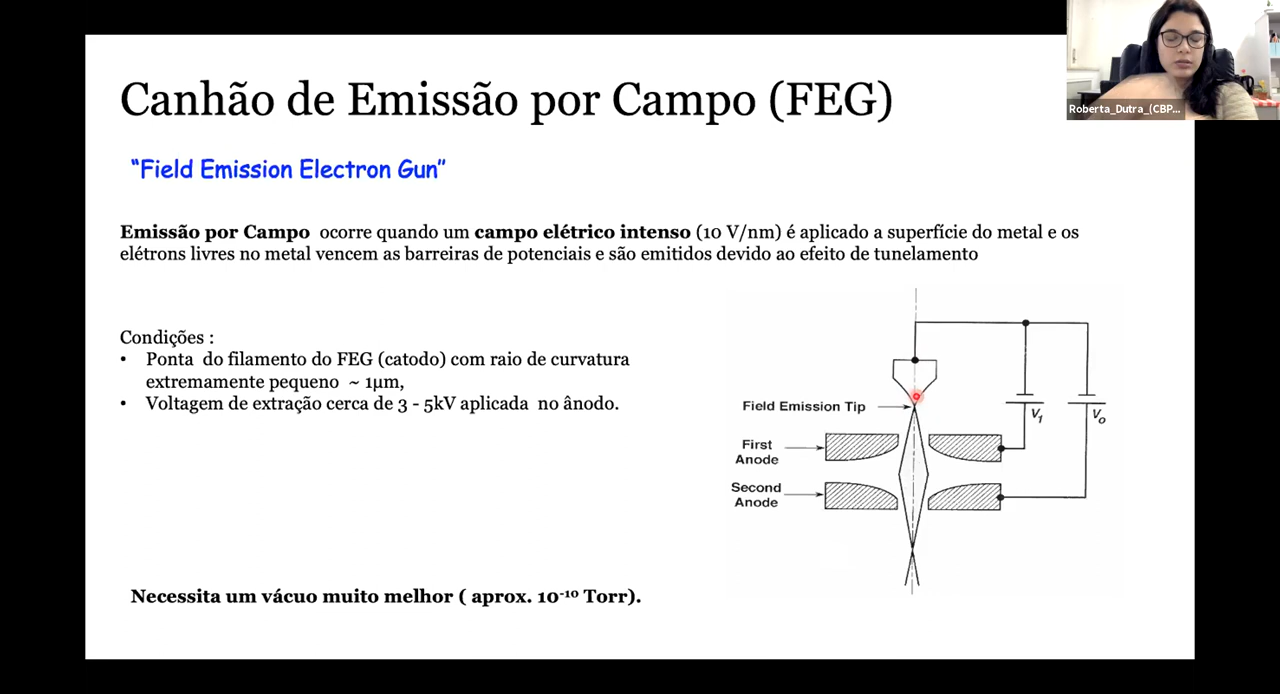 Canhão de Emissão por Campo (FEG)
Roberta_Dutra_(CBP...
“Field Emission Electron Gun”
Emissão por Campo ocorre quando um campo elétrico intenso (10 V/nm) é aplicado a superfície do metal e os
elétrons livres no metal vencem as barreiras de potenciais e são emitidos devido ao efeito de tunelamento
Condições :
• Ponta do filamento do FEG (catodo) com raio de curvatura
extremamente pequeno ~ 1μm,
• Voltagem de extração cerca de 3 - 5kV aplicada no ânodo.
Field Emission Tip
V1
Vo
First
Anode
Second
Anode
Necessita um vácuo muito melhor ( aprox. 10⁻¹⁰ Torr).